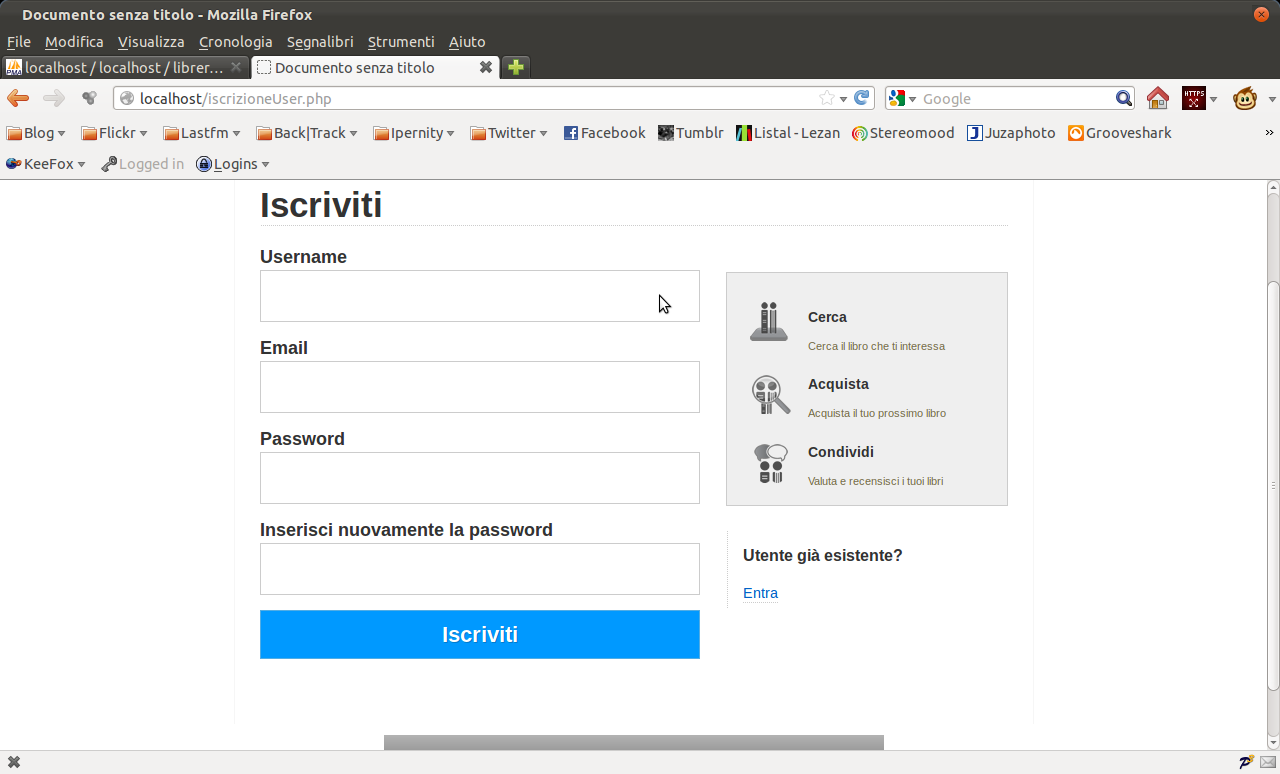 Documento senza titolo - Mozilla Firefox
File Modifica Visualizza Cronologia Segnalibri Strumenti Aiuto
PMA localhost / localhost / librer... Documento senza titolo
localhost/iscrizioneUser.php Google HTTPS
Blog Flickr Lastfm Back|Track Ipernity Twitter Facebook Tumblr Listal - Lezan Stereomood Juzaphoto Grooveshark »
KeeFox Logged in Logins
Iscriviti
Username
Email
Password
Inserisci nuovamente la password
Iscriviti
Cerca
Cerca il libro che ti interessa
Acquista
Acquista il tuo prossimo libro
Condividi
Valuta e recensisci i tuoi libri
Utente già esistente?
Entra